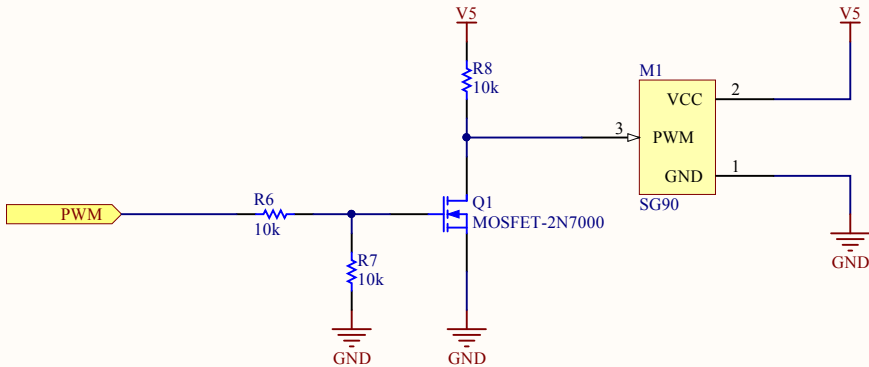 V5
V5
R8
10k
M1
VCC
2
3
PWM
GND
1
SG90
R6
10k
PWM
Q1
MOSFET-2N7000
R7
10k
GND
GND
GND